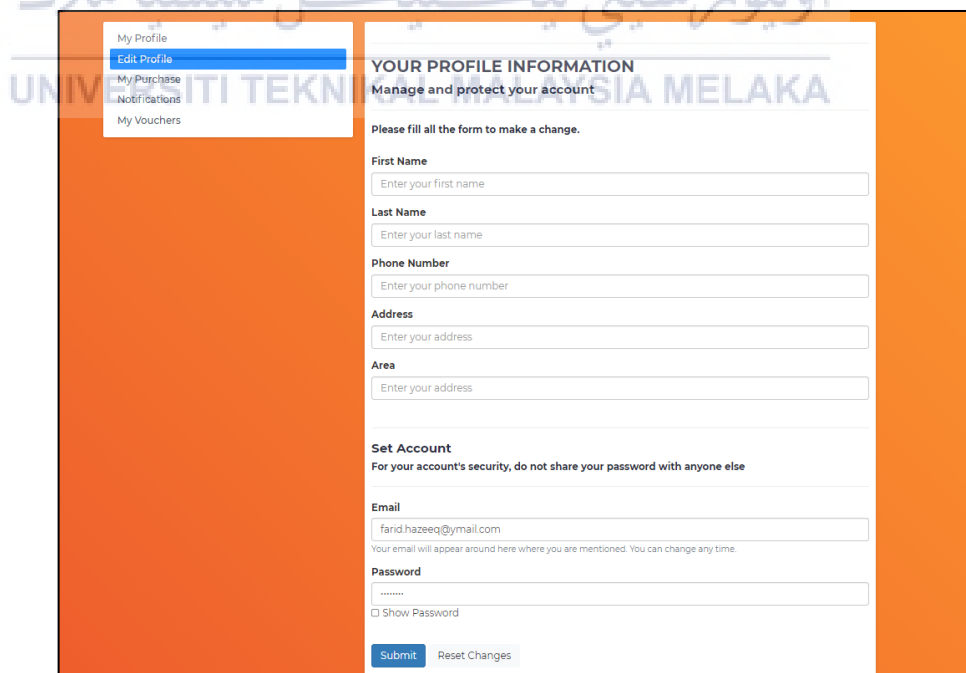 My Profile
Edit Profile
My Purchase
Notifications
My Vouchers
UNIVERSITI TEKNIKAL MALAYSIA MELAKA
YOUR PROFILE INFORMATION
Manage and protect your account
Please fill all the form to make a change.
First Name
Enter your first name
Last Name
Enter your last name
Phone Number
Enter your phone number
Address
Enter your address
Area
Enter your address
Set Account
For your account's security, do not share your password with anyone else
Email
farid.hazeeq@ymail.com
Your email will appear around here where you are mentioned. You can change any time.
Password
........
Show Password
Submit
Reset Changes